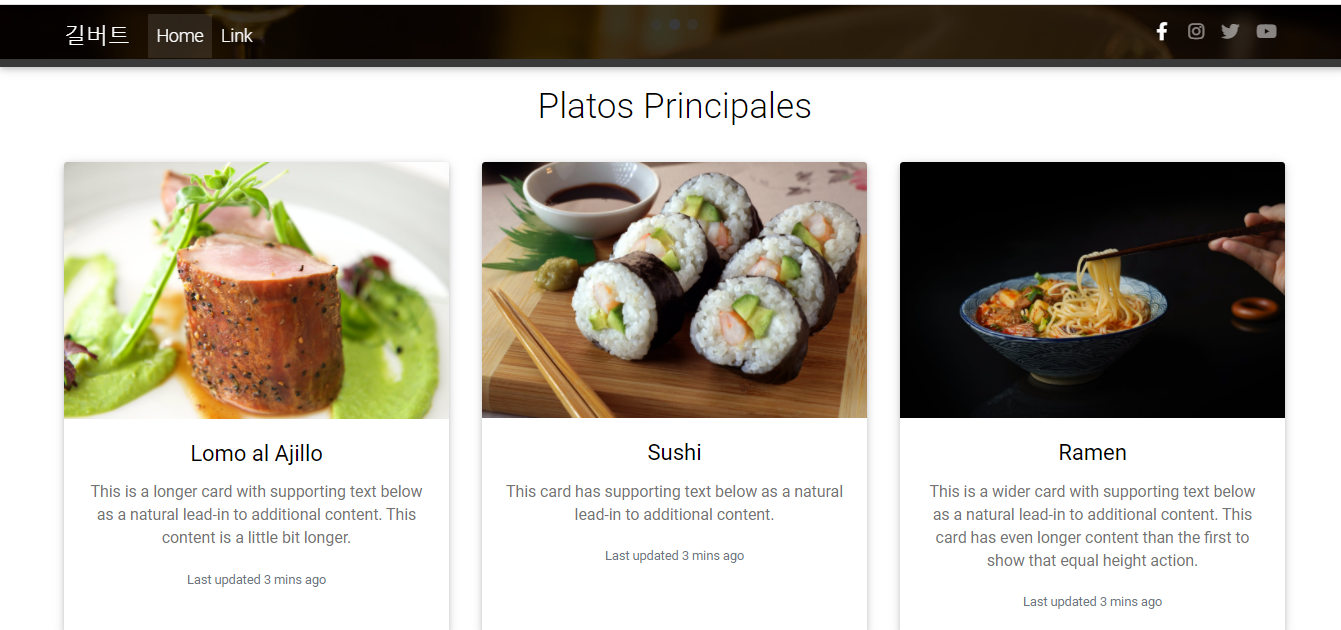 길버트 Home Link
Platos Principales
Lomo al Ajillo
This is a longer card with supporting text below
as a natural lead-in to additional content. This
content is a little bit longer.
Last updated 3 mins ago
Sushi
This card has supporting text below as a natural
lead-in to additional content.
Last updated 3 mins ago
Ramen
This is a wider card with supporting text below
as a natural lead-in to additional content. This
card has even longer content than the first to
show that equal height action.
Last updated 3 mins ago